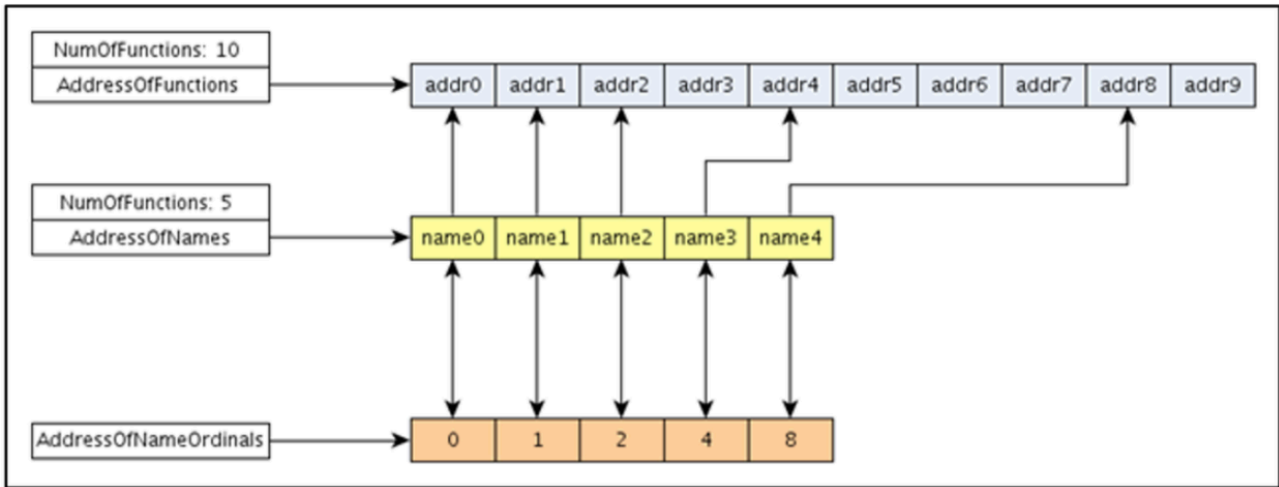 NumOfFunctions: 10
AddressOfFunctions
addr0 addr1 addr2 addr3 addr4 addr5 addr6 addr7 addr8 addr9
NumOfFunctions: 5
AddressOfNames
name0 name1 name2 name3 name4
AddressOfNameOrdinals
0 1 2 4 8